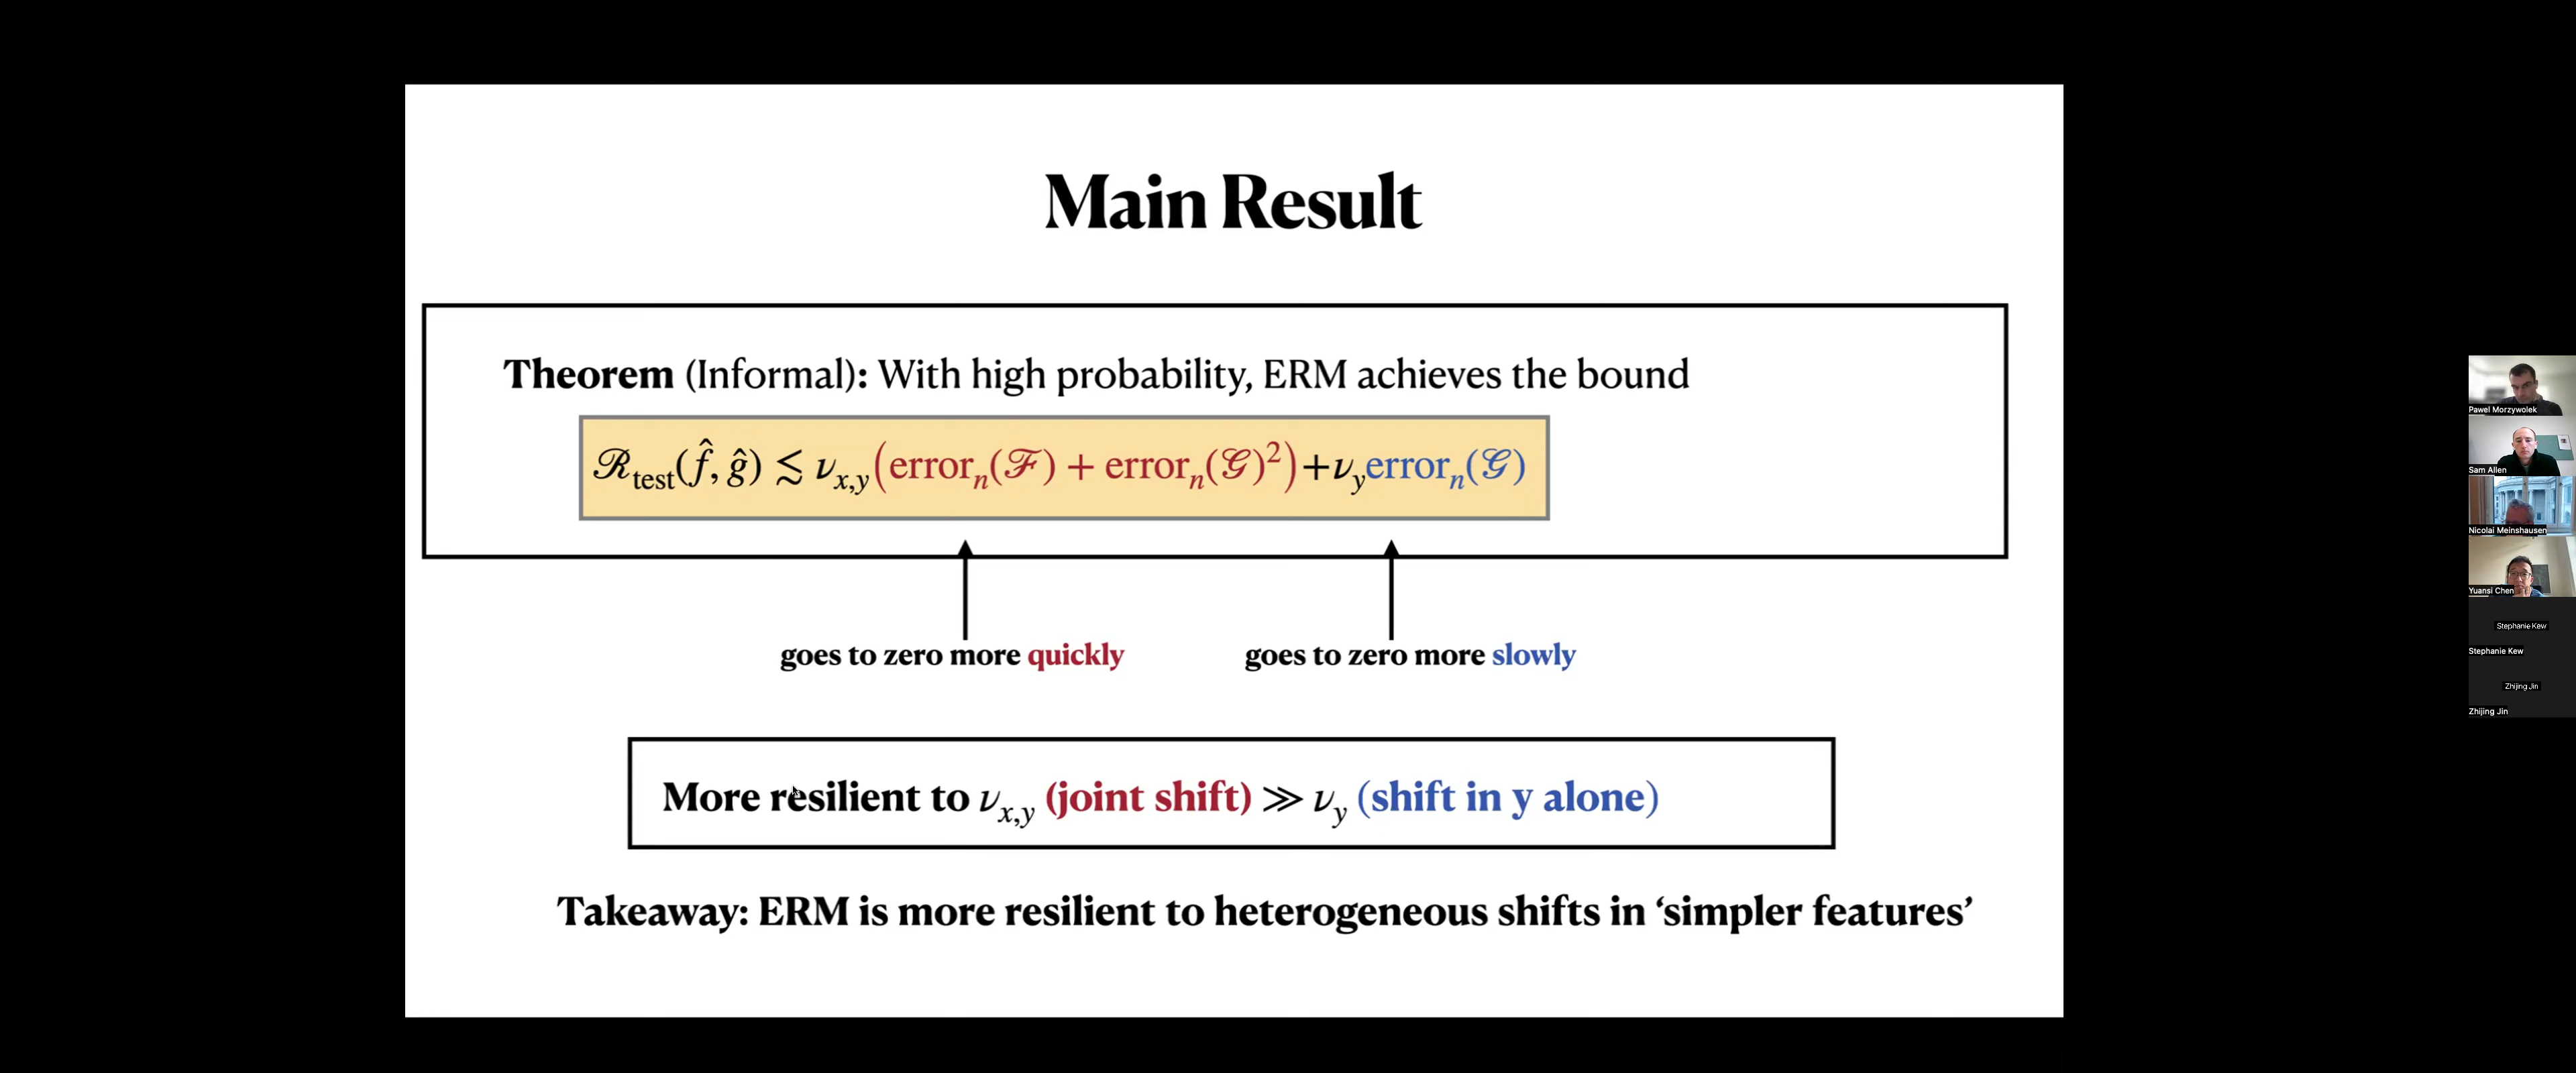 Main Result
Theorem (Informal): With high probability, ERM achieves the bound
ℛ_test(f̂, ĝ) ≲ ν_{x,y}(error_n(ℱ) + error_n(𝒢)²)+ν_y error_n(𝒢)
goes to zero more quickly
goes to zero more slowly
More resilient to ν_{x,y} (joint shift) ≫ ν_y (shift in y alone)
Takeaway: ERM is more resilient to heterogeneous shifts in ‘simpler features’
Pawel Morzywolek
Sam Allen
Nicolai Meinshausen
Yuansi Chen
Stephanie Kew
Stephanie Kew
Zhijing Jin
Zhijing Jin